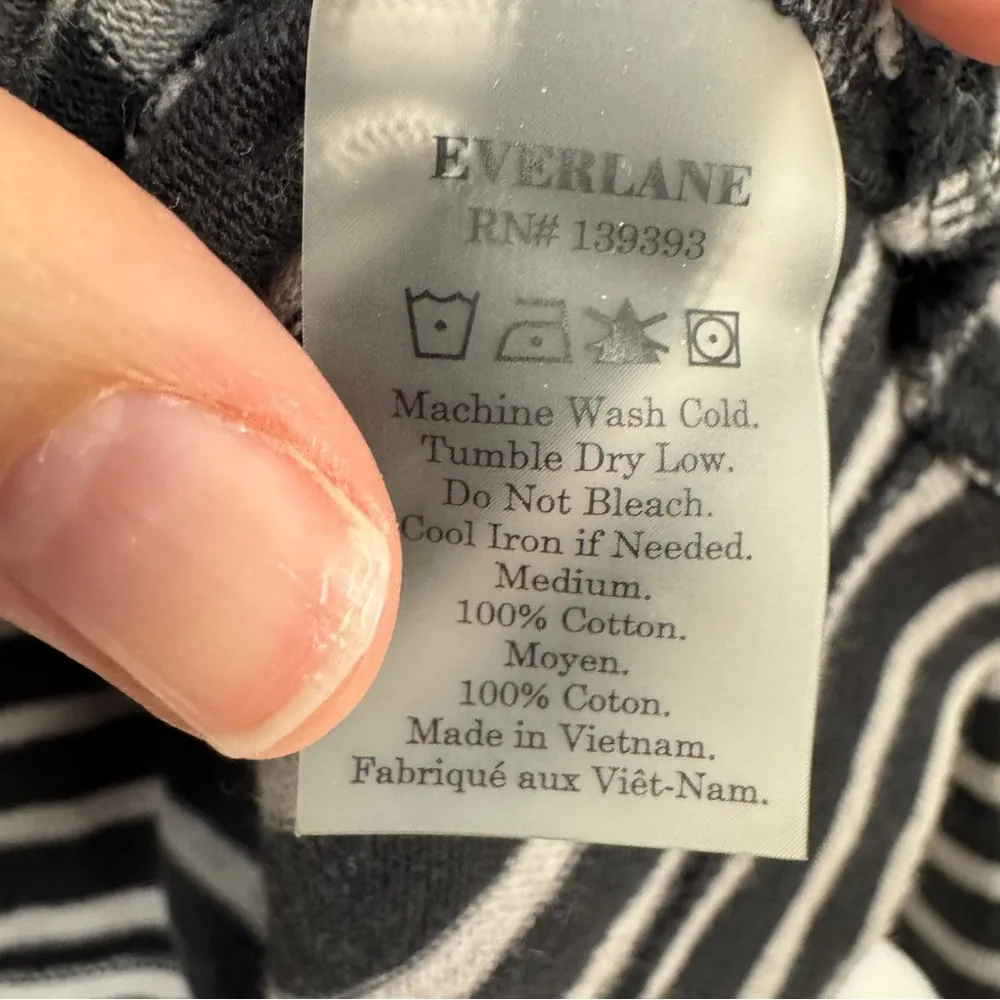 EVERLANE
RN# 139393
Machine Wash Cold.
Tumble Dry Low.
Do Not Bleach.
Cool Iron if Needed.
Medium.
100% Cotton.
Moyen.
100% Coton.
Made in Vietnam.
Fabriqué aux Viêt-Nam.